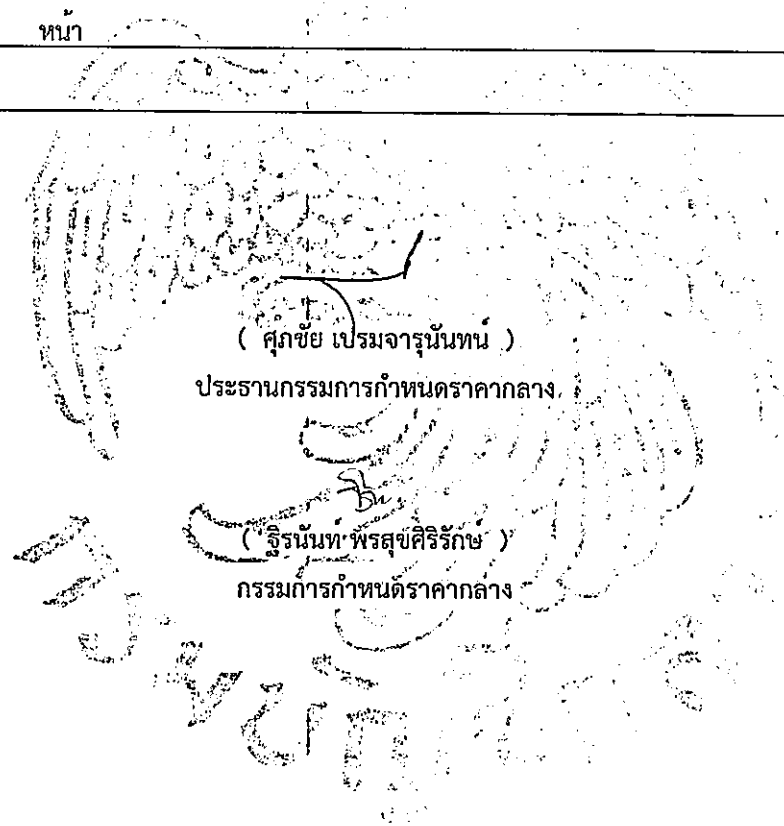 หน้า
( ศุภชัย เปรมจารุนันทน์ )
ประธานกรรมการกำหนดราคากลาง
( ฐิรนันท์ พรสุขศิริรักษ์ )
กรรมการกำหนดราคากลาง